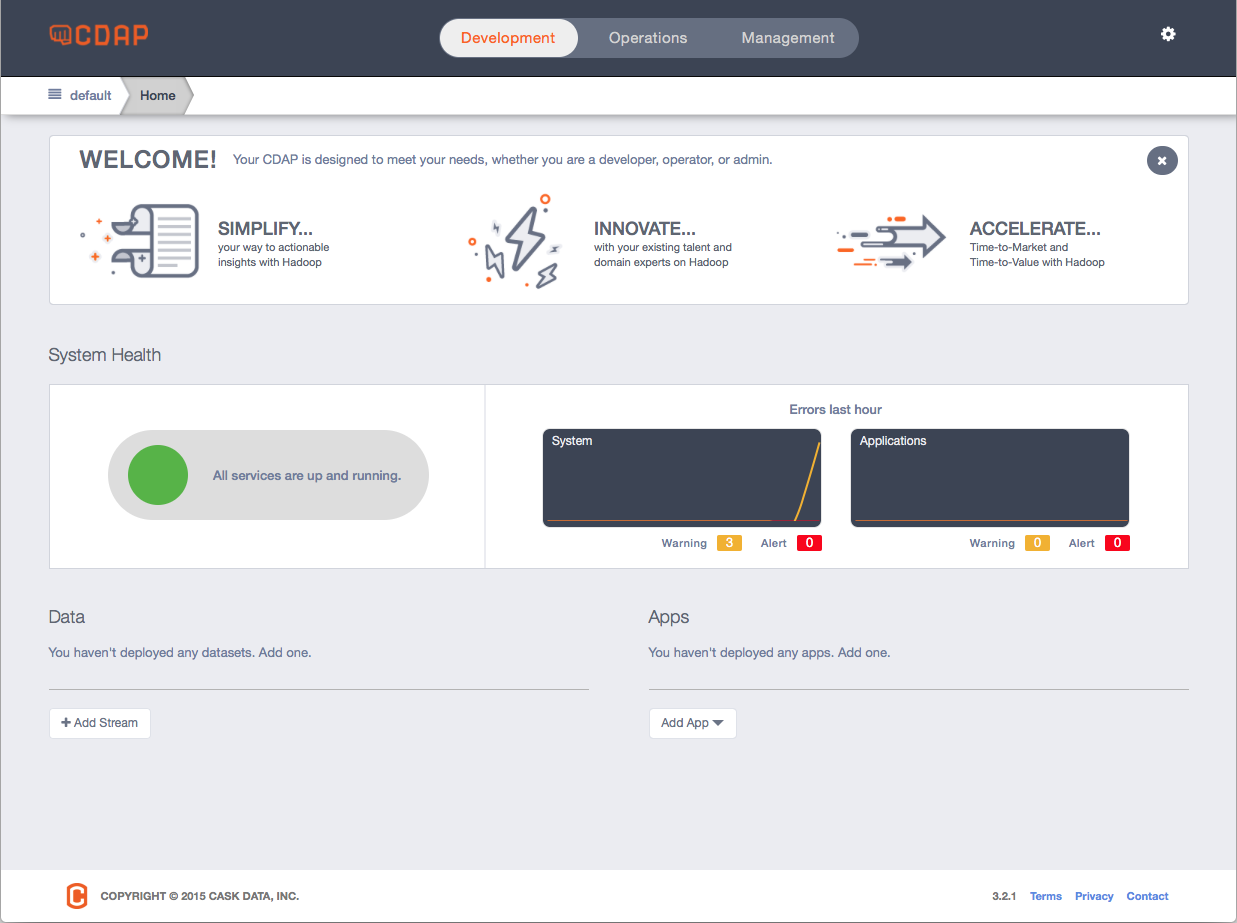 CDAP
Development
Operations
Management
default
Home
WELCOME!
Your CDAP is designed to meet your needs, whether you are a developer, operator, or admin.
SIMPLIFY...
your way to actionable
insights with Hadoop
INNOVATE...
with your existing talent and
domain experts on Hadoop
ACCELERATE...
Time-to-Market and
Time-to-Value with Hadoop
System Health
All services are up and running.
Errors last hour
System
Warning 3 Alert 0
Applications
Warning 0 Alert 0
Data
You haven't deployed any datasets. Add one.
Add Stream
Apps
You haven't deployed any apps. Add one.
Add App
COPYRIGHT © 2015 CASK DATA, INC.
3.2.1 Terms Privacy Contact